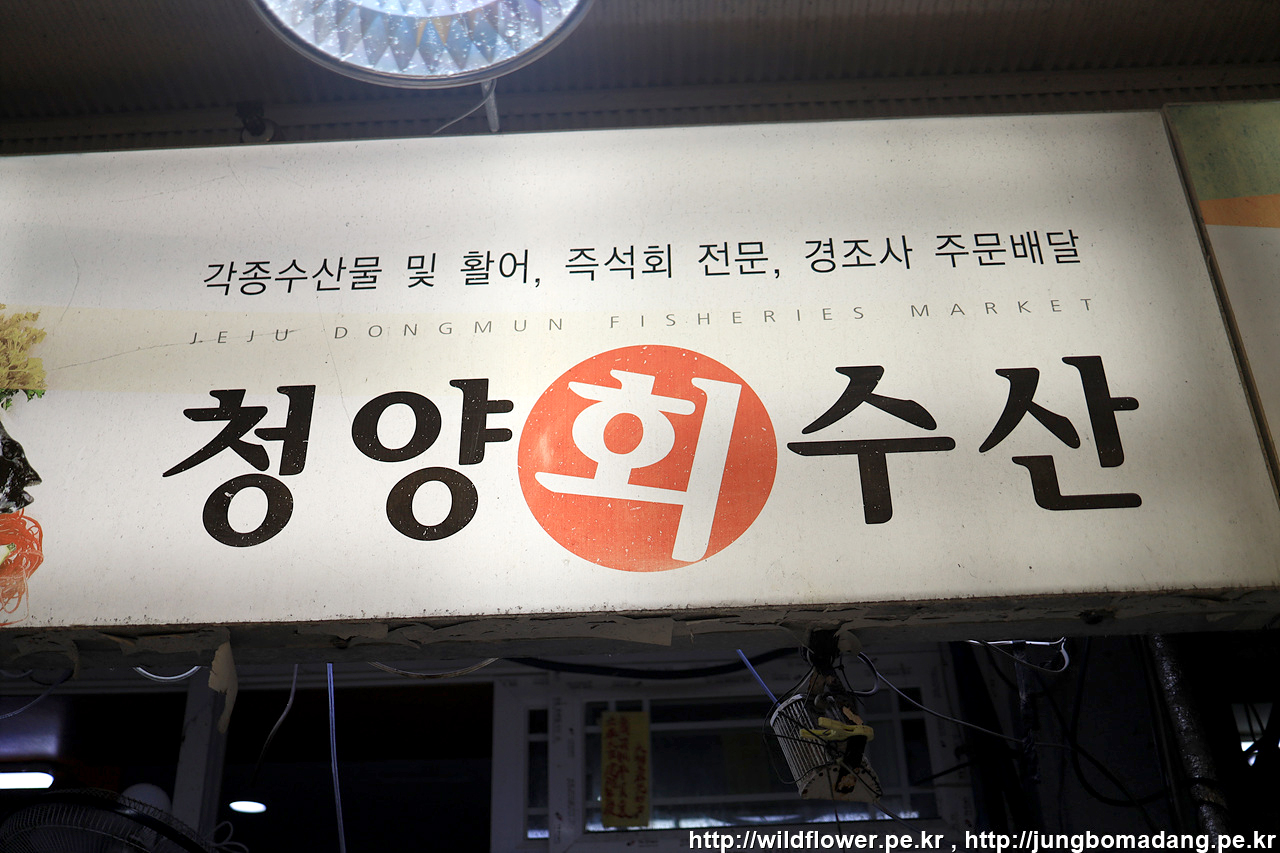 각종수산물 및 활어, 즉석회 전문, 경조사 주문배달
JEJU DONGMUN FISHERIES MARKET
청양회수산
http://wildflower.pe.kr , http://jungbomadang.pe.kr